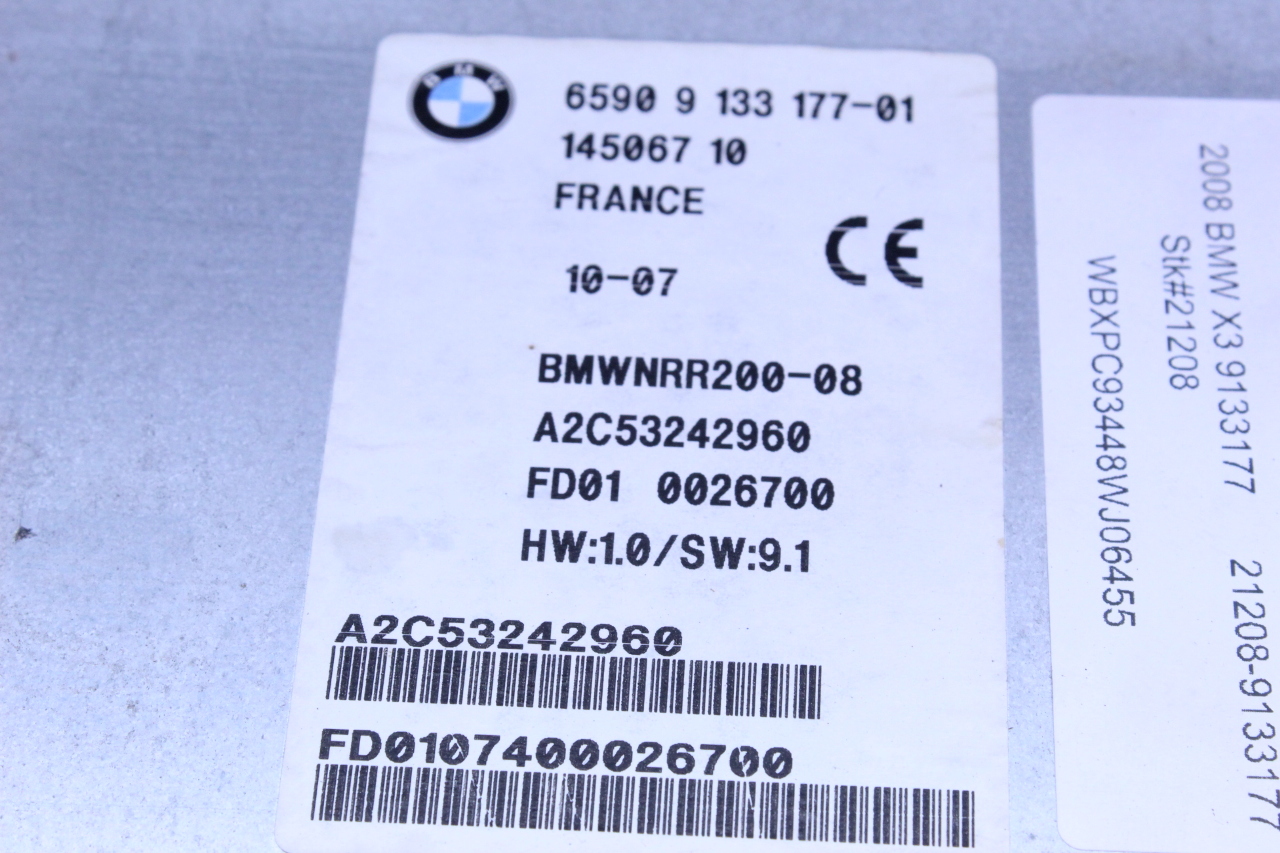 BMW
6590 9 133 177-01
145067 10
FRANCE
CE
10-07
BMWNRR200-08
A2C53242960
FD01 0026700
HW:1.0/SW:9.1
A2C53242960
FD0107400026700
2008 BMW X3 9133177
Stk#21208
WBXPC93448WJ06455
21208-9133177